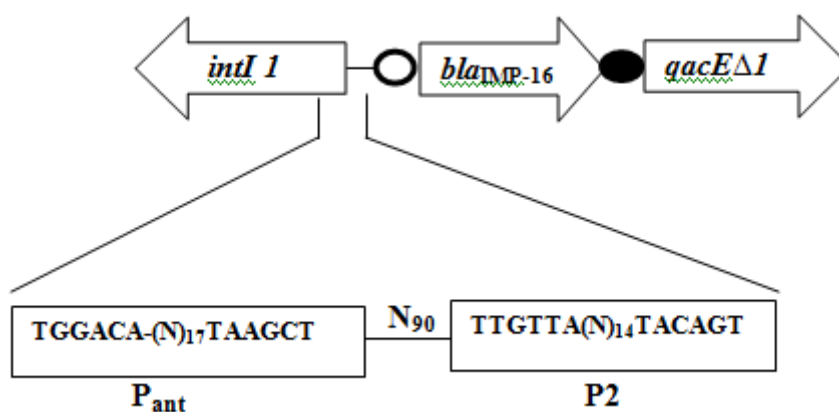 intI 1 blaIMP-16 qacEΔ1
TGGACA-(N)17TAAGCT N90 TTGTTA(N)14TACAGT
Pant P2